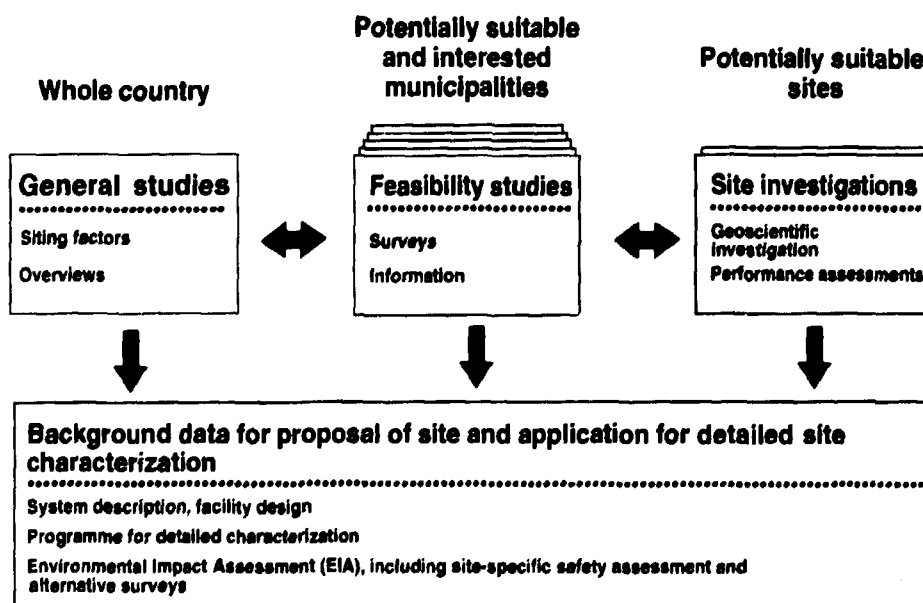 Whole country
Potentially suitable
and interested
municipalities
Potentially suitable
sites
General studies
Siting factors
Overviews
Feasibility studies
Surveys
Information
Site investigations
Geoscientific
investigation
Performance assessments
Background data for proposal of site and application for detailed site
characterization
System description, facility design
Programme for detailed characterization
Environmental Impact Assessment (EIA), including site-specific safety assessment and
alternative surveys